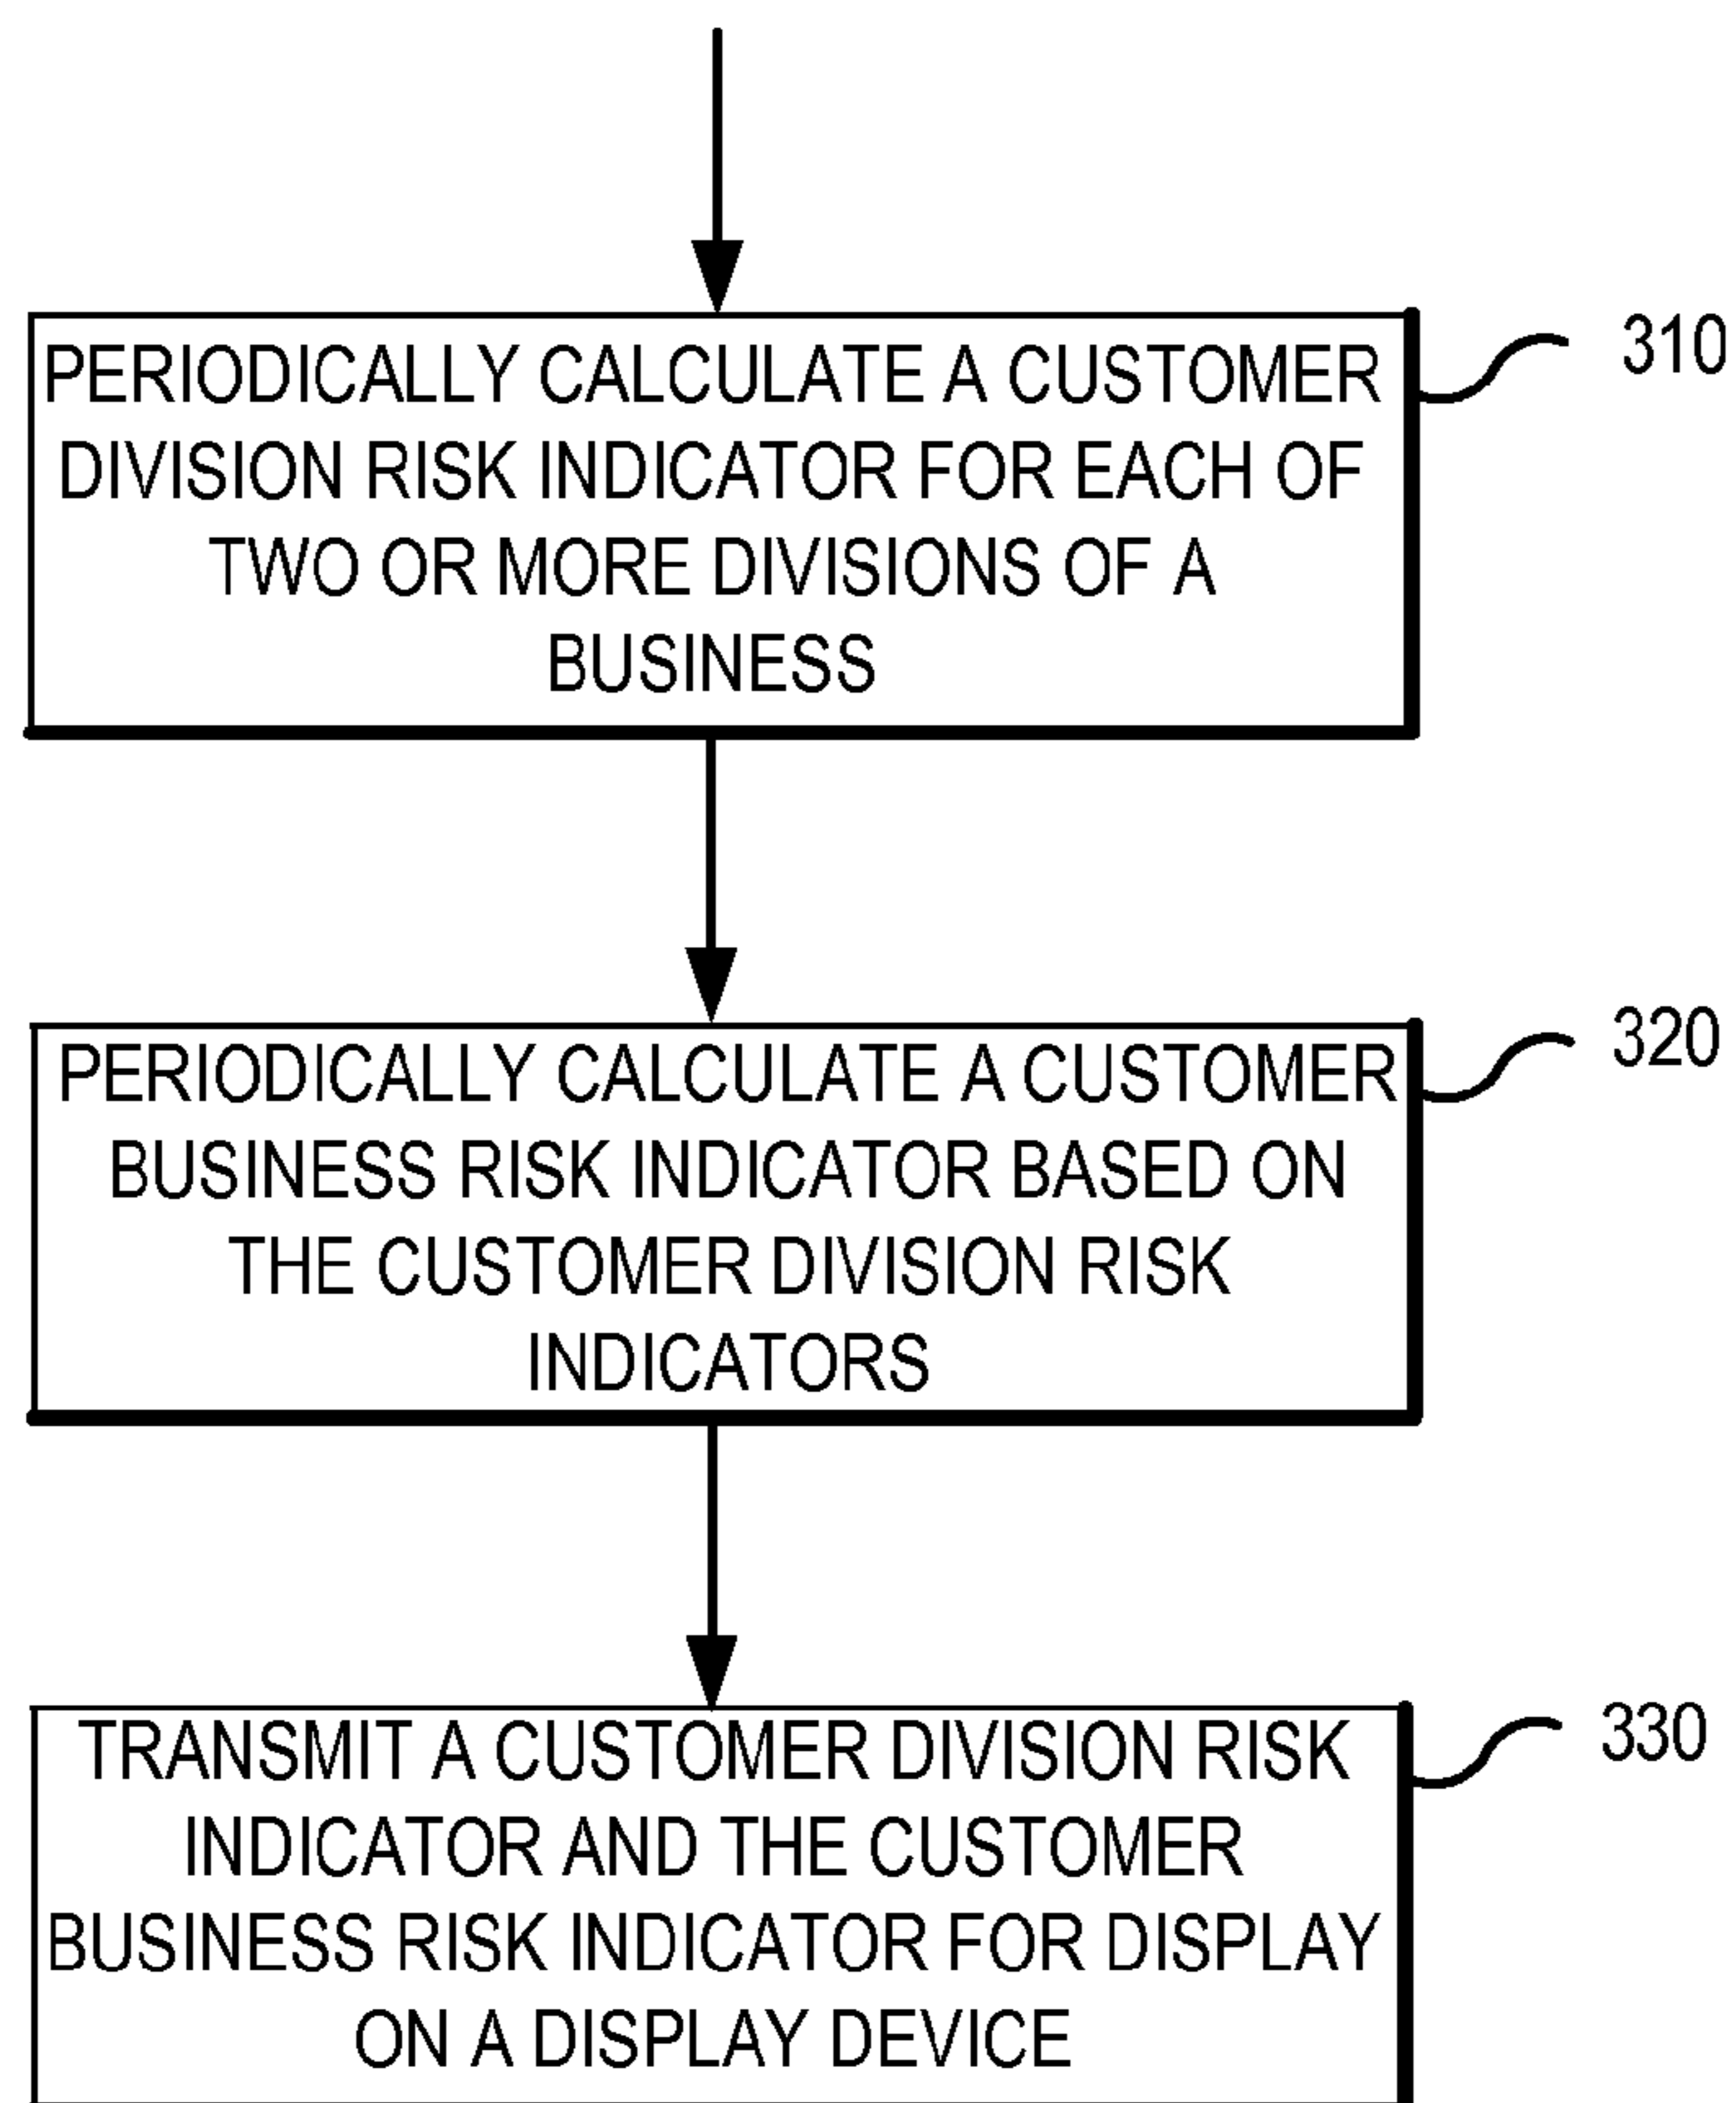 PERIODICALLY CALCULATE A CUSTOMER
DIVISION RISK INDICATOR FOR EACH OF
TWO OR MORE DIVISIONS OF A
BUSINESS
310
PERIODICALLY CALCULATE A CUSTOMER
BUSINESS RISK INDICATOR BASED ON
THE CUSTOMER DIVISION RISK
INDICATORS
320
TRANSMIT A CUSTOMER DIVISION RISK
INDICATOR AND THE CUSTOMER
BUSINESS RISK INDICATOR FOR DISPLAY
ON A DISPLAY DEVICE
330